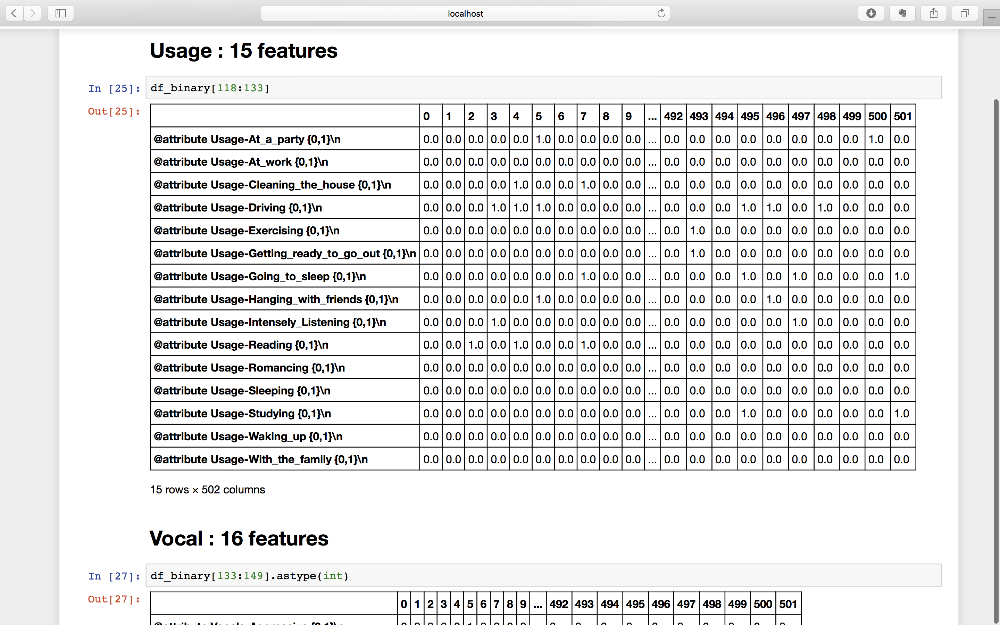 localhost
Usage : 15 features
In [25]: df_binary[118:133]
Out[25]:
0 1 2 3 4 5 6 7 8 9 ... 492 493 494 495 496 497 498 499 500 501
@attribute Usage-At_a_party {0,1}\n 0.0 0.0 0.0 0.0 0.0 1.0 0.0 0.0 0.0 0.0 ... 0.0 0.0 0.0 0.0 0.0 0.0 0.0 0.0 1.0 0.0
@attribute Usage-At_work {0,1}\n 0.0 0.0 0.0 0.0 0.0 0.0 0.0 0.0 0.0 0.0 ... 0.0 0.0 0.0 0.0 0.0 0.0 0.0 0.0 0.0 0.0
@attribute Usage-Cleaning_the_house {0,1}\n 0.0 0.0 0.0 0.0 1.0 0.0 0.0 1.0 0.0 0.0 ... 0.0 0.0 0.0 0.0 0.0 0.0 0.0 0.0 0.0 0.0
@attribute Usage-Driving {0,1}\n 0.0 0.0 0.0 1.0 1.0 1.0 0.0 0.0 0.0 0.0 ... 0.0 0.0 0.0 1.0 1.0 0.0 1.0 0.0 0.0 0.0
@attribute Usage-Exercising {0,1}\n 0.0 0.0 0.0 0.0 0.0 0.0 0.0 0.0 0.0 0.0 ... 0.0 1.0 0.0 0.0 0.0 0.0 0.0 0.0 0.0 0.0
@attribute Usage-Getting_ready_to_go_out {0,1}\n 0.0 0.0 0.0 0.0 0.0 0.0 0.0 0.0 0.0 0.0 ... 0.0 1.0 0.0 0.0 0.0 0.0 0.0 0.0 0.0 0.0
@attribute Usage-Going_to_sleep {0,1}\n 0.0 0.0 0.0 0.0 0.0 0.0 0.0 1.0 0.0 0.0 ... 0.0 0.0 0.0 1.0 0.0 1.0 0.0 0.0 0.0 1.0
@attribute Usage-Hanging_with_friends {0,1}\n 0.0 0.0 0.0 0.0 0.0 1.0 0.0 0.0 0.0 0.0 ... 0.0 0.0 0.0 0.0 1.0 0.0 0.0 0.0 0.0 0.0
@attribute Usage-Intensely_Listening {0,1}\n 0.0 0.0 0.0 1.0 0.0 0.0 0.0 0.0 0.0 0.0 ... 0.0 0.0 0.0 0.0 0.0 1.0 0.0 0.0 0.0 0.0
@attribute Usage-Reading {0,1}\n 0.0 0.0 1.0 0.0 1.0 0.0 0.0 1.0 0.0 0.0 ... 0.0 0.0 0.0 0.0 0.0 0.0 0.0 0.0 0.0 0.0
@attribute Usage-Romancing {0,1}\n 0.0 0.0 0.0 0.0 0.0 0.0 0.0 0.0 0.0 0.0 ... 0.0 0.0 0.0 0.0 0.0 0.0 0.0 0.0 0.0 0.0
@attribute Usage-Sleeping {0,1}\n 0.0 0.0 0.0 0.0 0.0 0.0 0.0 0.0 0.0 0.0 ... 0.0 0.0 0.0 0.0 0.0 0.0 0.0 0.0 0.0 0.0
@attribute Usage-Studying {0,1}\n 0.0 0.0 0.0 0.0 0.0 0.0 0.0 0.0 0.0 0.0 ... 0.0 0.0 0.0 1.0 0.0 0.0 0.0 0.0 0.0 1.0
@attribute Usage-Waking_up {0,1}\n 0.0 0.0 0.0 0.0 0.0 0.0 0.0 0.0 0.0 0.0 ... 0.0 0.0 0.0 0.0 0.0 0.0 0.0 0.0 0.0 0.0
@attribute Usage-With_the_family {0,1}\n 0.0 0.0 0.0 0.0 0.0 0.0 0.0 0.0 0.0 0.0 ... 0.0 0.0 0.0 0.0 0.0 0.0 0.0 0.0 0.0 0.0
15 rows × 502 columns
Vocal : 16 features
In [27]: df_binary[133:149].astype(int)
Out[27]:
0 1 2 3 4 5 6 7 8 9 ... 492 493 494 495 496 497 498 499 500 501